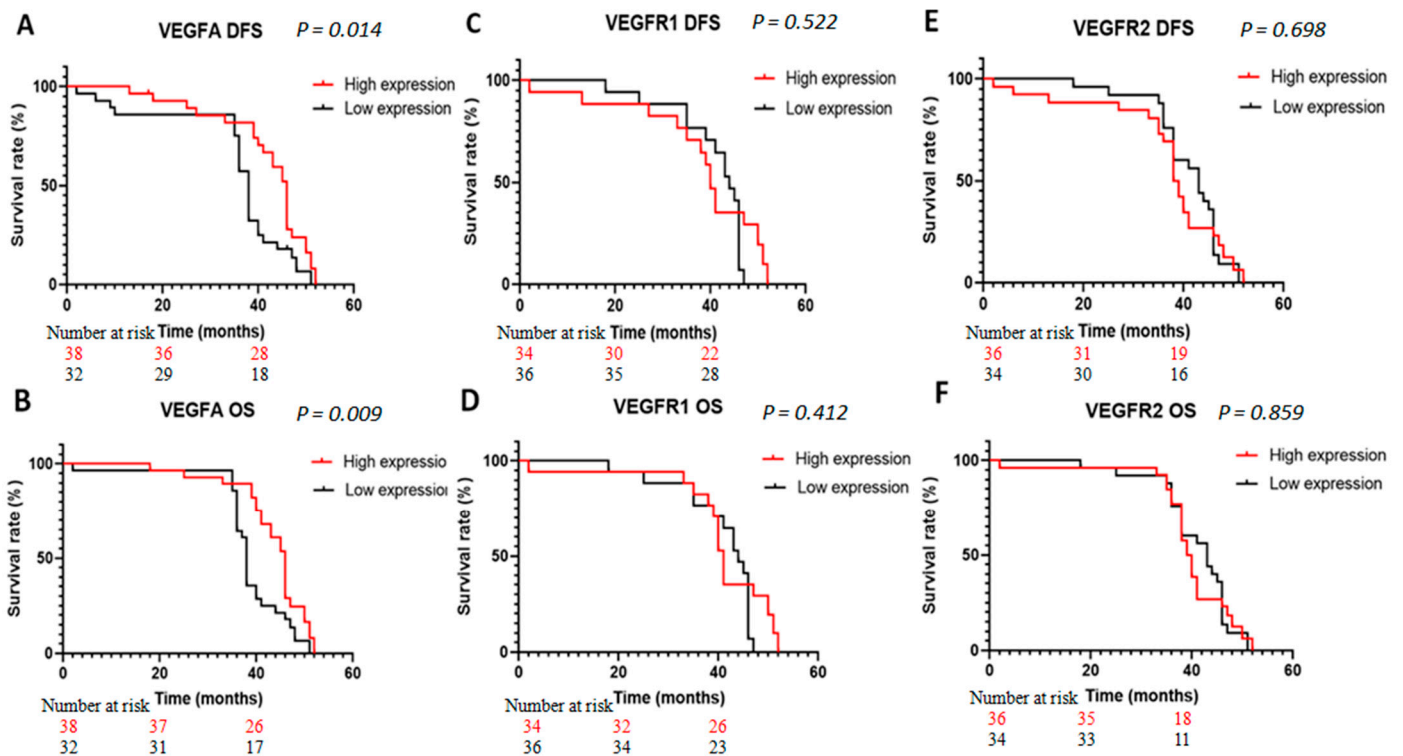 A VEGFA DFS P = 0.014
High expression
Low expression
Survival rate (%)
100
50
0
0 20 40 60
Number at risk Time (months)
38 36 28
32 29 18
C VEGFR1 DFS P = 0.522
High expression
Low expression
Survival rate (%)
100
50
0
0 20 40 60
Number at risk Time (months)
34 30 22
36 35 28
E VEGFR2 DFS P = 0.698
High expression
Low expression
Survival rate (%)
100
50
0
0 20 40 60
Number at risk Time (months)
36 31 19
34 30 16
B VEGFA OS P = 0.009
High expressio
Low expression
Survival rate (%)
100
50
0
0 20 40 60
Number at risk Time (months)
38 37 26
32 31 17
D VEGFR1 OS P = 0.412
High expression
Low expression
Survival rate (%)
100
50
0
0 20 40 60
Number at risk Time (months)
34 32 26
36 34 23
F VEGFR2 OS P = 0.859
High expression
Low expression
Survival rate (%)
100
50
0
0 20 40 60
Number at risk Time (months)
36 35 18
34 33 11